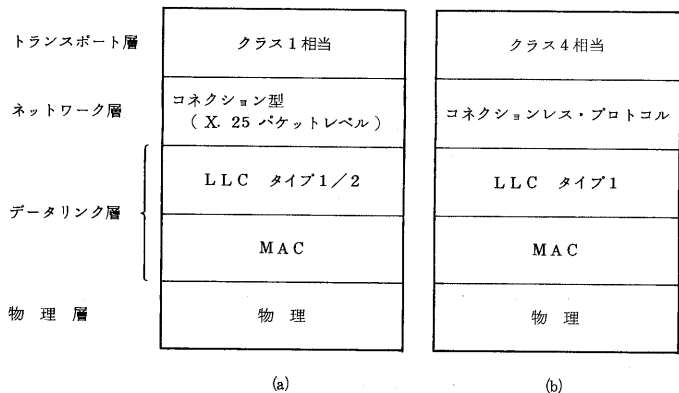 トランスポート層
クラス1相当
クラス4相当
ネットワーク層
コネクション型
( X. 25 パケットレベル )
コネクションレス・プロトコル
データリンク層
LLC タイプ1／2
LLC タイプ1
MAC
MAC
物 理 層
物 理
物 理
(a)
(b)